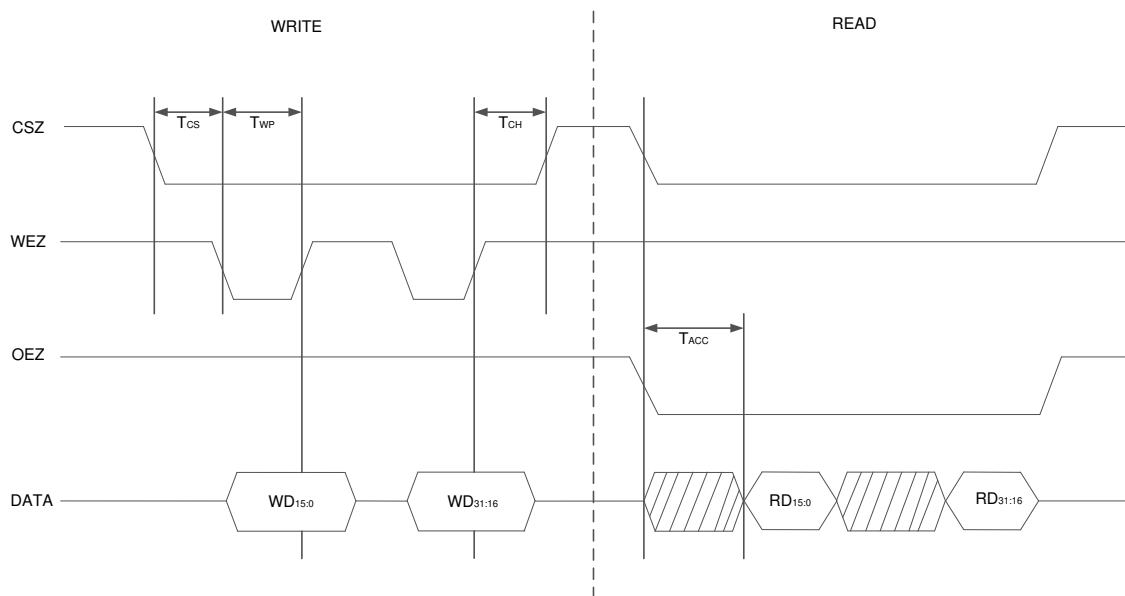 WRITE
READ
CSZ
TCS
TWP
TCH
WEZ
OEZ
TACC
DATA
WD15:0
WD31:16
RD15:0
RD31:16